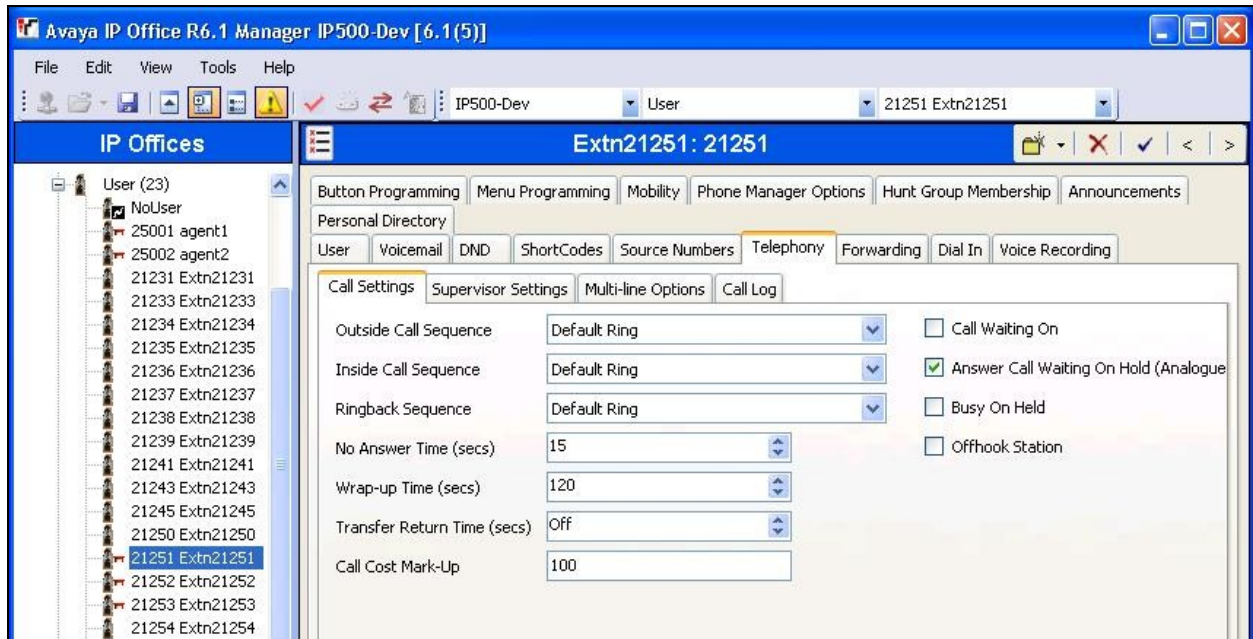 Avaya IP Office R6.1 Manager IP500-Dev [6.1(5)]
File Edit View Tools Help
IP500-Dev User 21251 Extn21251
IP Offices
User (23)
NoUser
25001 agent1
25002 agent2
21231 Extn21231
21233 Extn21233
21234 Extn21234
21235 Extn21235
21236 Extn21236
21237 Extn21237
21238 Extn21238
21239 Extn21239
21241 Extn21241
21243 Extn21243
21245 Extn21245
21250 Extn21250
21251 Extn21251
21252 Extn21252
21253 Extn21253
21254 Extn21254
Extn21251: 21251
Button Programming Menu Programming Mobility Phone Manager Options Hunt Group Membership Announcements
Personal Directory
User Voicemail DND ShortCodes Source Numbers Telephony Forwarding Dial In Voice Recording
Call Settings Supervisor Settings Multi-line Options Call Log
Outside Call Sequence Default Ring Call Waiting On
Inside Call Sequence Default Ring Answer Call Waiting On Hold (Analogue
Ringback Sequence Default Ring Busy On Held
No Answer Time (secs) 15 Offhook Station
Wrap-up Time (secs) 120
Transfer Return Time (secs) Off
Call Cost Mark-Up 100